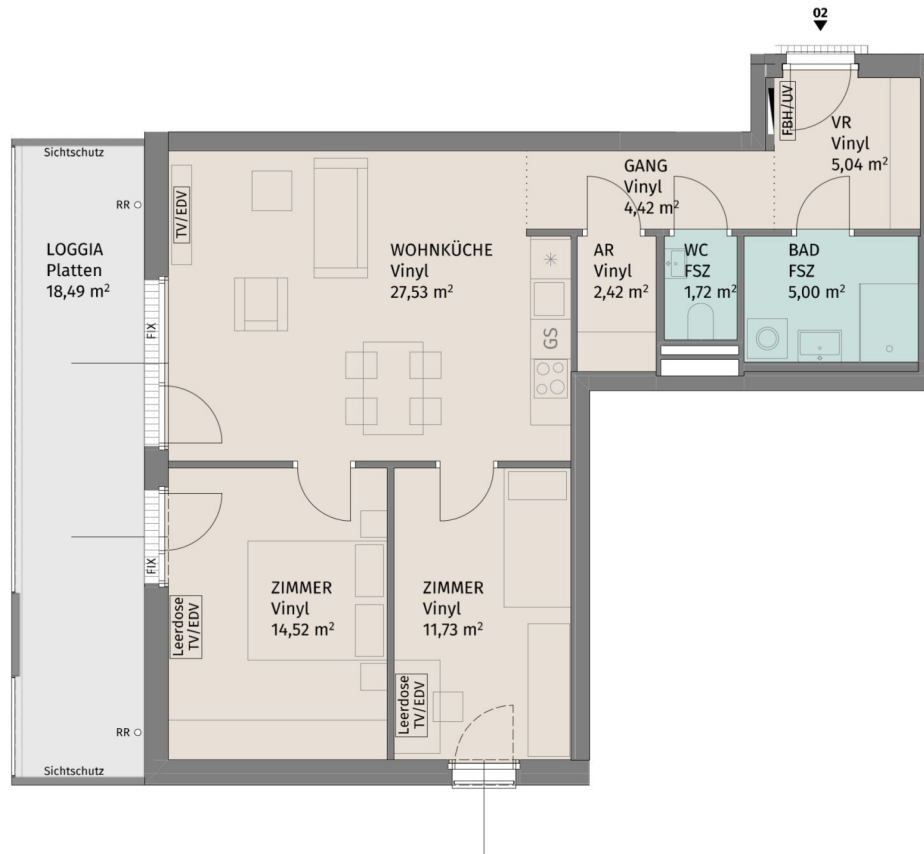 02
FBH/UV
VR
Vinyl
5,04 m²
Sichtschutz
RR
TV/EDV
GANG
Vinyl
4,42 m²
LOGGIA
Platten
18,49 m²
WOHNKÜCHE
Vinyl
27,53 m²
AR
Vinyl
2,42 m²
WC
FSZ
1,72 m²
BAD
FSZ
5,00 m²
FIX
GS
FIX
ZIMMER
Vinyl
14,52 m²
ZIMMER
Vinyl
11,73 m²
Leerdose
TV/EDV
Leerdose
TV/EDV
RR
Sichtschutz